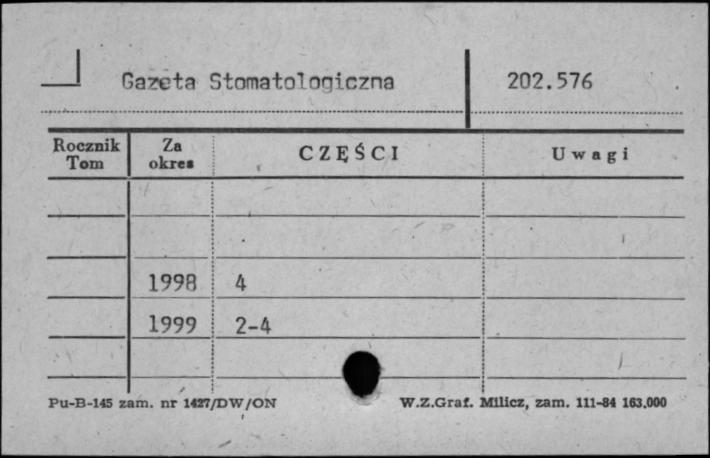 Gazeta Stomatologiczna 202.576
Rocznik Tom Za okres CZĘŚCI Uwagi
1998 4
1999 2-4
Pu-B-145 zam. nr 1427/DW/ON W.Z.Graf. Milicz, zam. 111-84 163.000